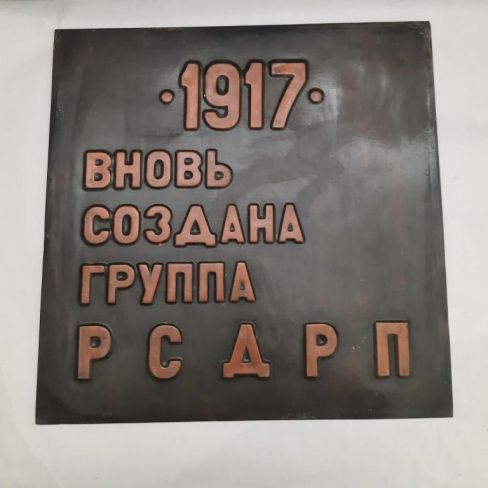 ·1917·
ВНОВЬ
СОЗДАНА
ГРУППА
РСДРП